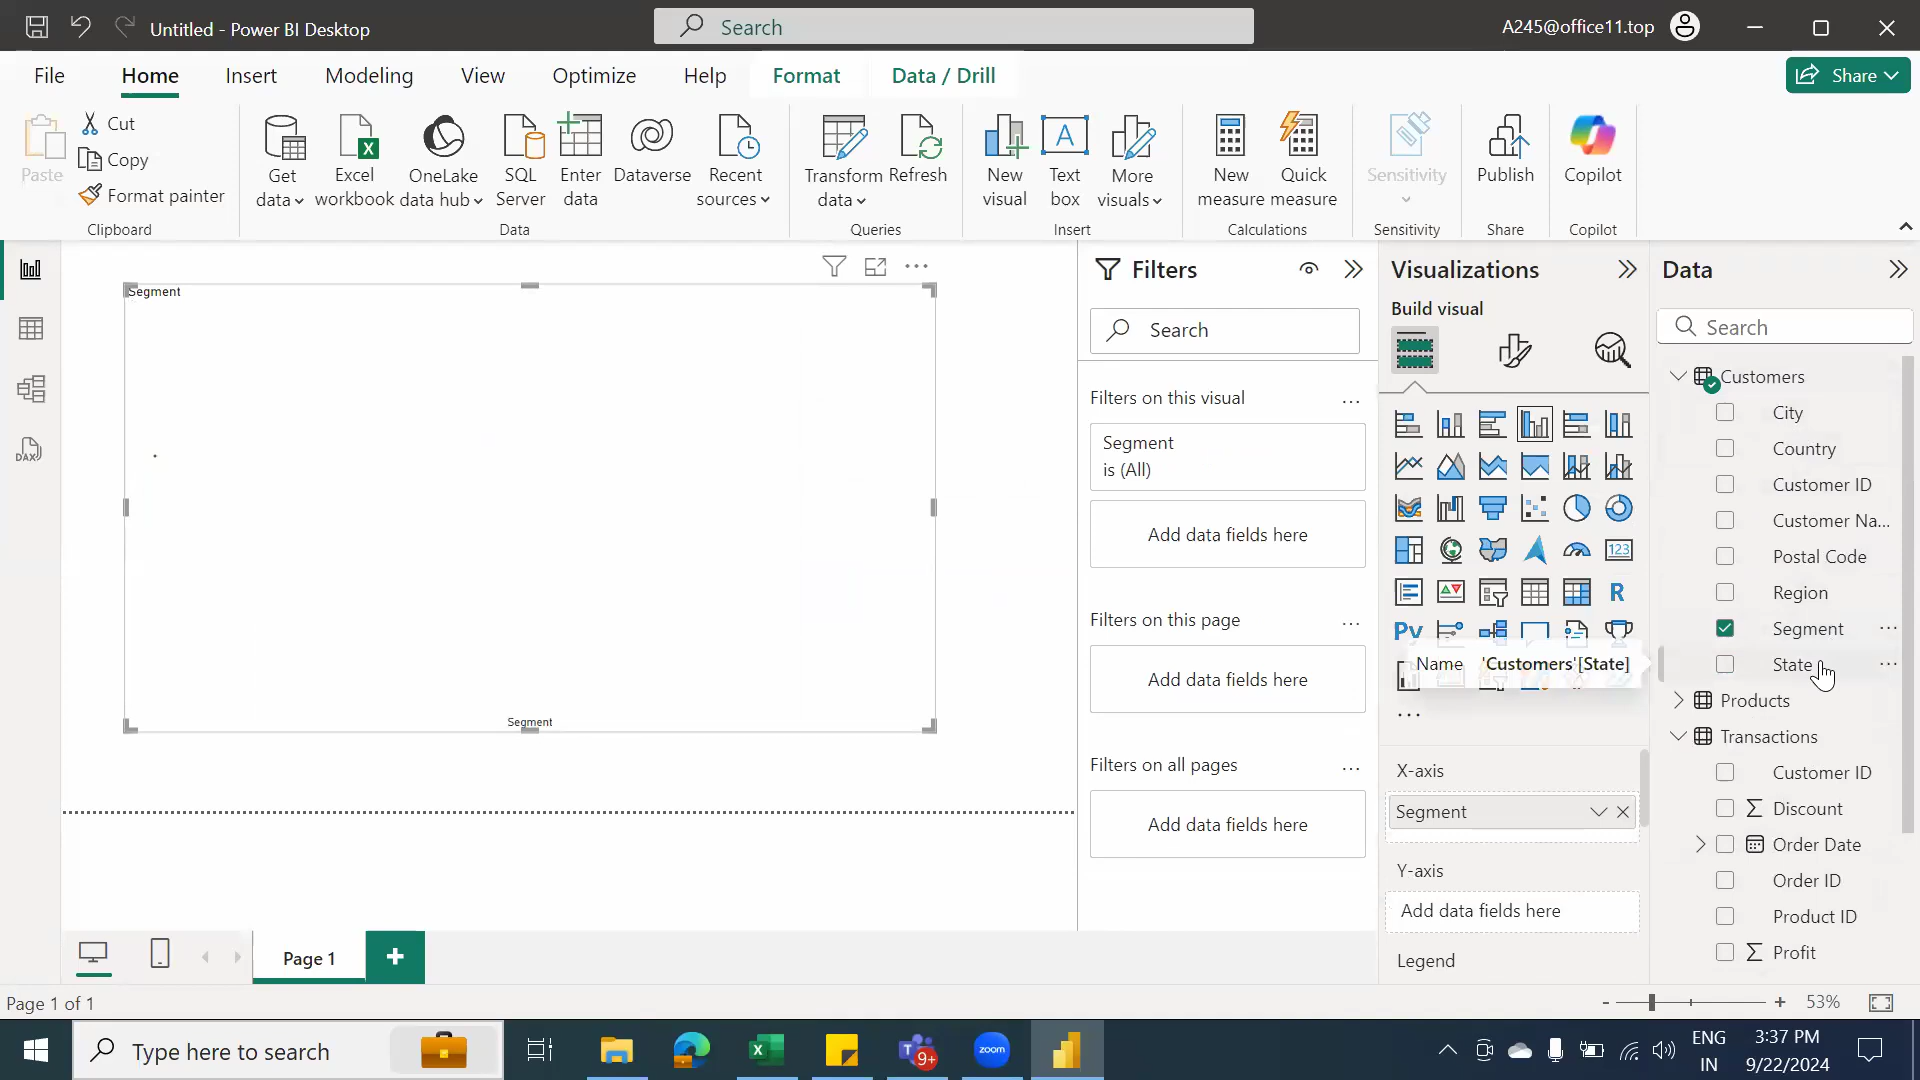 Untitled - Power BI Desktop
Search
A245@office11.top
File
Home
Insert
Modeling
View
Optimize
Help
Format
Data / Drill
Share
Paste
Cut
Copy
Format painter
Clipboard
Get data
Excel workbook
OneLake data hub
SQL Server
Enter data
Dataverse
Recent sources
Data
Transform data
Refresh
Queries
New visual
A
Text box
More visuals
Insert
New measure
Quick measure
Calculations
Sensitivity
Sensitivity
Publish
Share
Copilot
Copilot
DAX
Segment
Segment
Filters
Search
Filters on this visual
...
Segment
is (All)
Add data fields here
Filters on this page
...
Add data fields here
Filters on all pages
...
Add data fields here
Visualizations
Build visual
123
R
Py
Name 'Customers'[State]
...
X-axis
Segment
Y-axis
Add data fields here
Legend
Data
Search
Customers
City
Country
Customer ID
Customer Na...
Postal Code
Region
Segment
State
Products
Transactions
Customer ID
Discount
Order Date
Order ID
Product ID
Profit
Page 1
Page 1 of 1
- + 53%
Type here to search
9+
zoom
ENG
IN
3:37 PM
9/22/2024